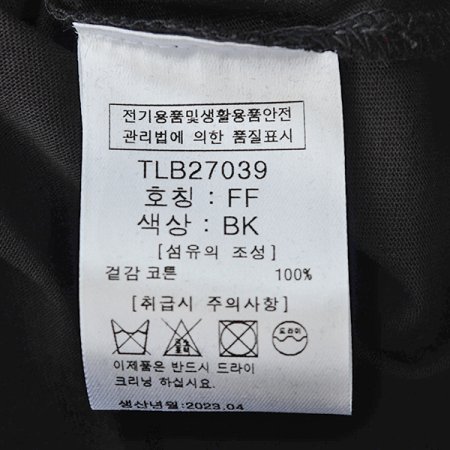 전기용품및생활용품안전
관리법에 의한 품질표시
TLB27039
호칭 : FF
색상 : BK
[섬유의 조성]
겉감 코튼 100%
[취급시 주의사항]
드라이
이제품은 반드시 드라이
크리닝 하십시요.
생산년월:2023.04